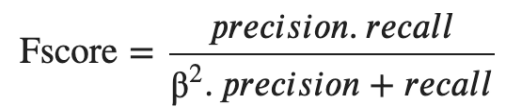 Fscore = precision. recall / β². precision + recall